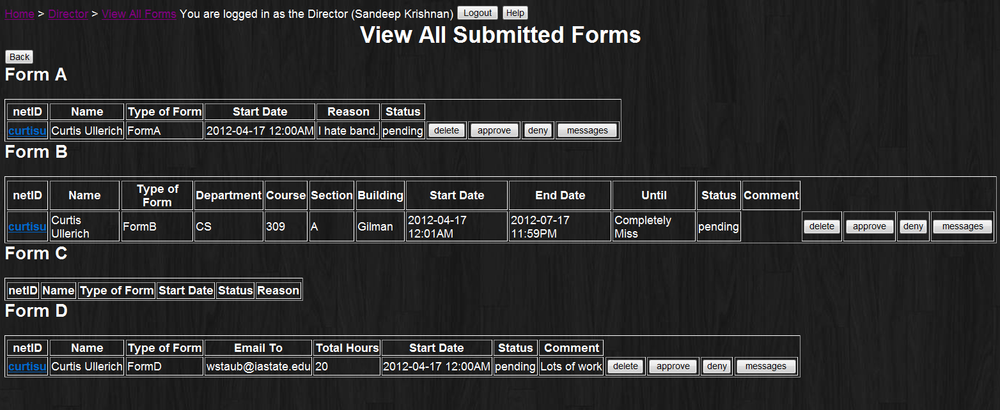 Home > Director > View All Forms You are logged in as the Director (Sandeep Krishnan) Logout Help
View All Submitted Forms
Back
Form A
netID Name Type of Form Start Date Reason Status
curtisu Curtis Ullerich FormA 2012-04-17 12:00AM I hate band. pending delete approve deny messages
Form B
netID Name Type of Form Department Course Section Building Start Date End Date Until Status Comment
curtisu Curtis Ullerich FormB CS 309 A Gilman 2012-04-17 12:01AM 2012-07-17 11:59PM Completely Miss pending delete approve deny messages
Form C
netID Name Type of Form Start Date Status Reason
Form D
netID Name Type of Form Email To Total Hours Start Date Status Comment
curtisu Curtis Ullerich FormD wstaub@iastate.edu 20 2012-04-17 12:00AM pending Lots of work delete approve deny messages